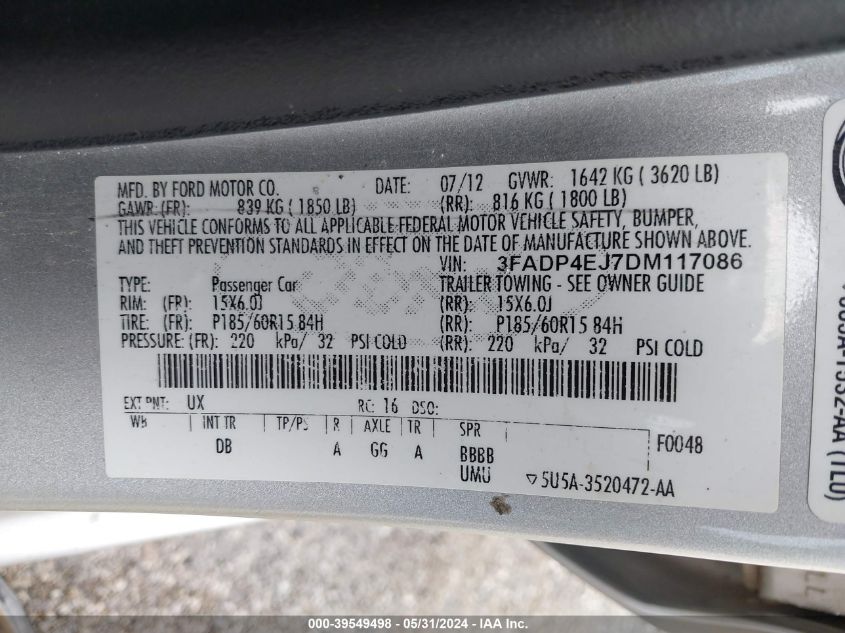 MFD. BY FORD MOTOR CO. DATE: 07/12 GVWR: 1642 KG ( 3620 LB)
GAWR: (FR): 839 KG ( 1850 LB) (RR): 816 KG ( 1800 LB)
THIS VEHICLE CONFORMS TO ALL APPLICABLE FEDERAL MOTOR VEHICLE SAFETY, BUMPER,
AND THEFT PREVENTION STANDARDS IN EFFECT ON THE DATE OF MANUFACTURE SHOWN ABOVE.
VIN: 3FADP4EJ7DM117086
TYPE: Passenger Car TRAILER TOWING - SEE OWNER GUIDE
RIM: (FR): 15X6.0J (RR): 15X6.0J
TIRE: (FR): P185/60R15 84H (RR): P185/60R15 84H
PRESSURE: (FR): 220 kPa/ 32 PSI COLD (RR): 220 kPa/ 32 PSI COLD
EXT PNT: UX RC: 16 DSO:
WB INT TR TP/PS R AXLE TR SPR F0048
DB A GG A BBBB
UMU ▽5U5A-3520472-AA
-1532-AA (TL0)
000-39549498 - 05/31/2024 - IAA Inc.